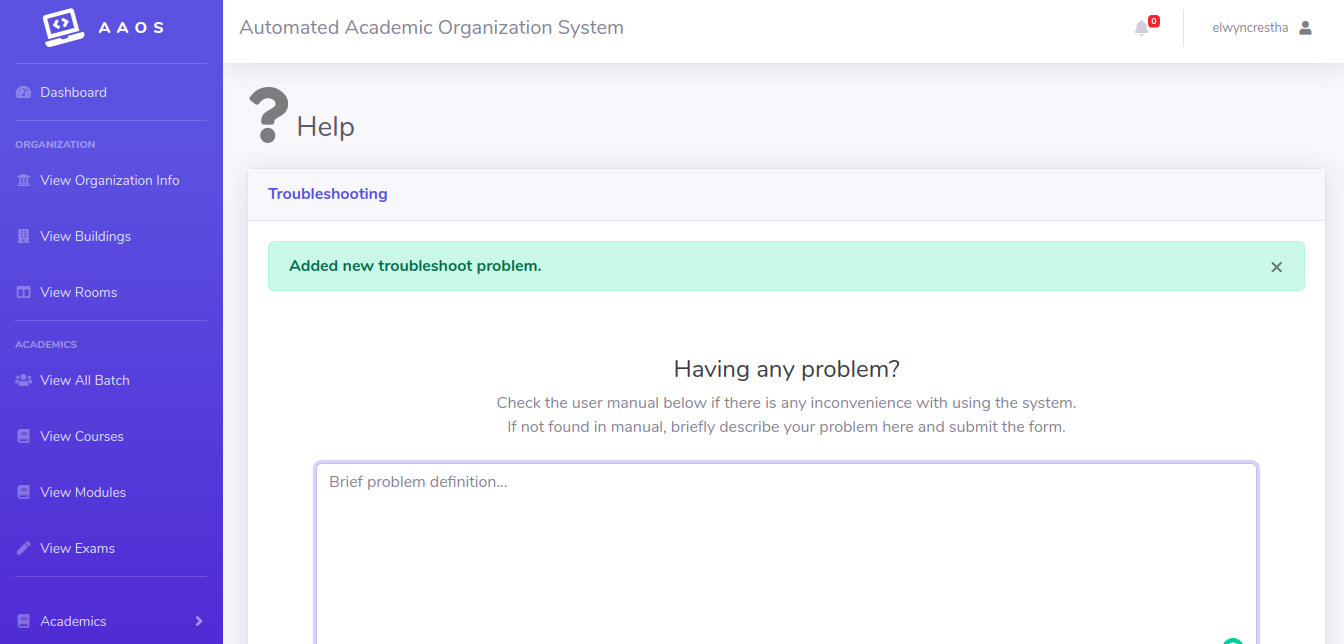 AAOS
Automated Academic Organization System
0
elwyncrestha
Dashboard
ORGANIZATION
View Organization Info
View Buildings
View Rooms
ACADEMICS
View All Batch
View Courses
View Modules
View Exams
Academics
Help
Troubleshooting
Added new troubleshoot problem.
×
Having any problem?
Check the user manual below if there is any inconvenience with using the system.
If not found in manual, briefly describe your problem here and submit the form.
Brief problem definition...